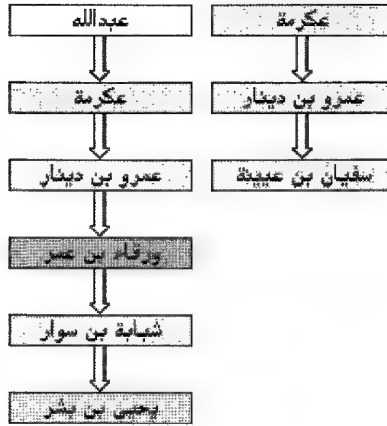 عكرمة
عمرو بن دينار
سفيان بن عيينة
عبدالله
عكرمة
عمرو بن دينار
ورقاء بن عمر
شبابة بن سوار
يحيى بن بشر